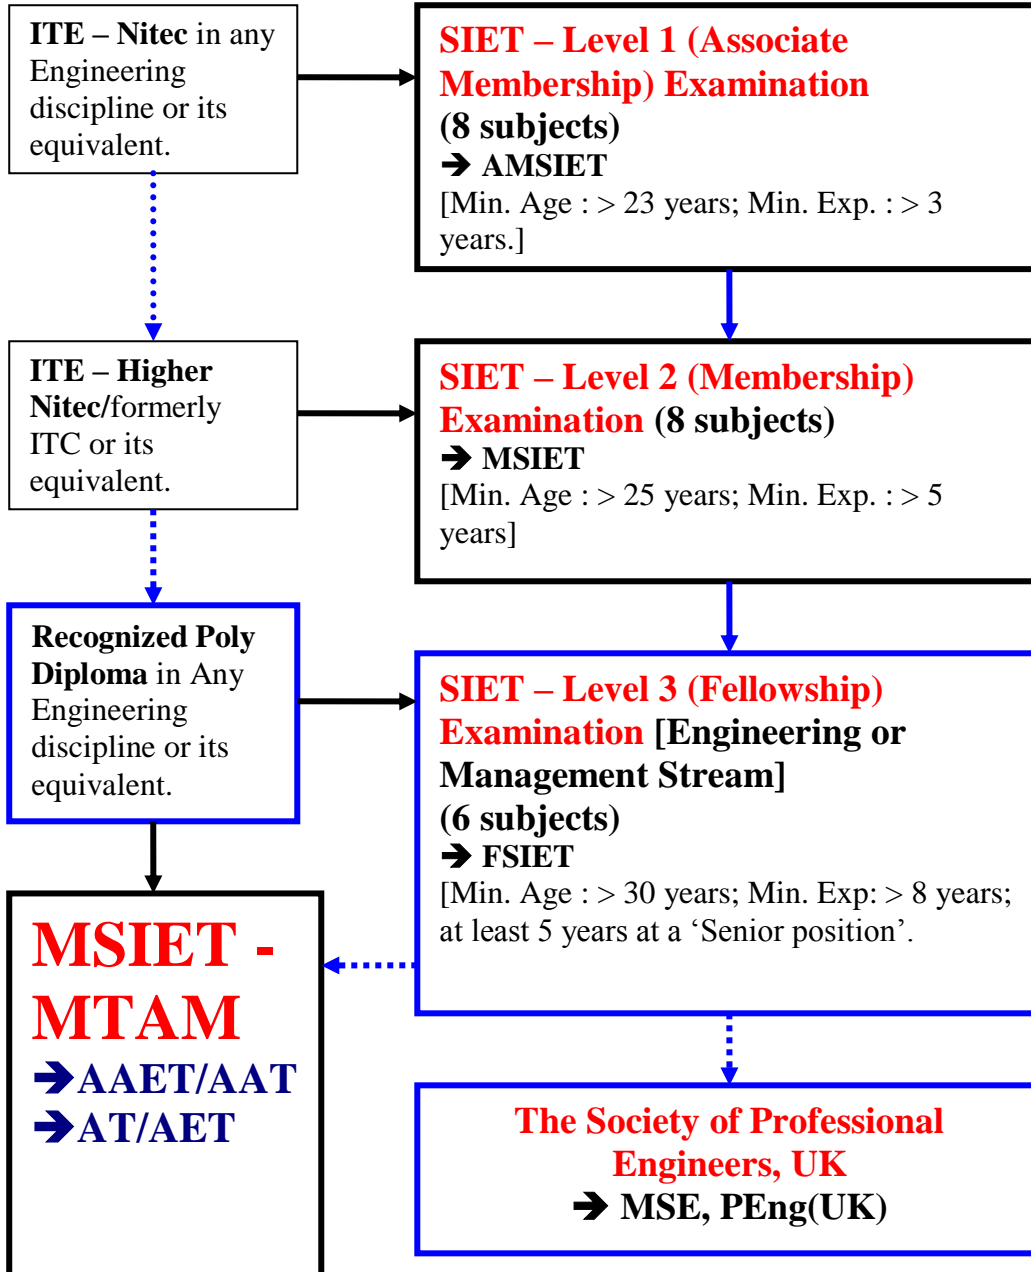 ITE – Nitec in any
Engineering
discipline or its
equivalent.
SIET – Level 1 (Associate
Membership) Examination
(8 subjects)
➔ AMSIET
[Min. Age : > 23 years; Min. Exp. : > 3
years.]
ITE – Higher
Nitec/formerly
ITC or its
equivalent.
SIET – Level 2 (Membership)
Examination (8 subjects)
➔ MSIET
[Min. Age : > 25 years; Min. Exp. : > 5
years]
Recognized Poly
Diploma in Any
Engineering
discipline or its
equivalent.
SIET – Level 3 (Fellowship)
Examination [Engineering or
Management Stream]
(6 subjects)
➔ FSIET
[Min. Age : > 30 years; Min. Exp: > 8 years;
at least 5 years at a ‘Senior position’.
MSIET -
MTAM
➔AAET/AAT
➔AT/AET
The Society of Professional
Engineers, UK
➔ MSE, PEng(UK)